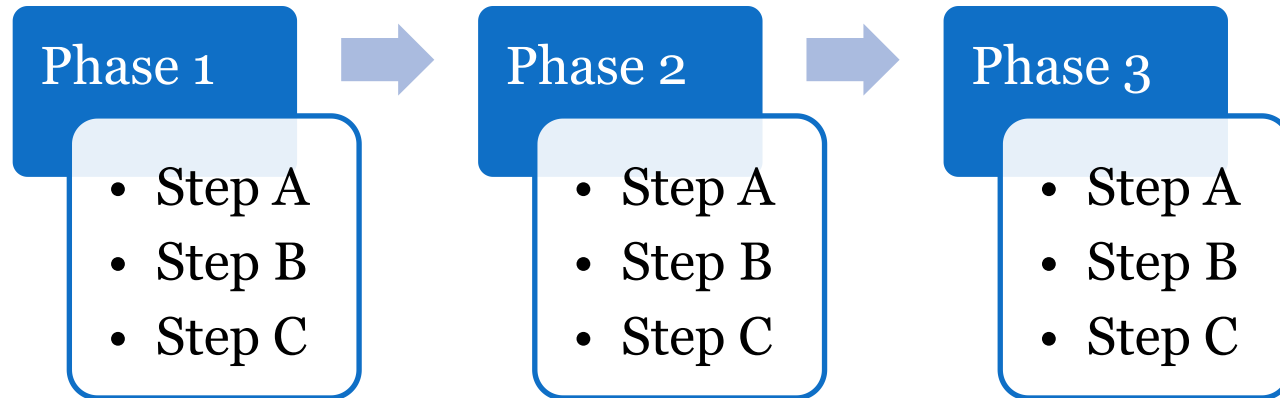 Phase 1
• Step A
• Step B
• Step C
Phase 2
• Step A
• Step B
• Step C
Phase 3
• Step A
• Step B
• Step C